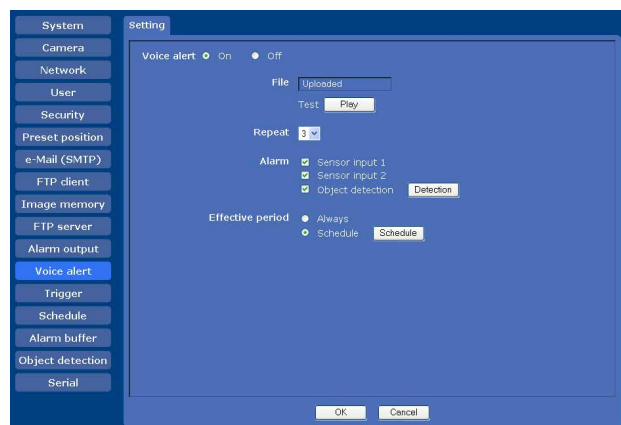 System
Camera
Network
User
Security
Preset position
e-Mail (SMTP)
FTP client
Image memory
FTP server
Alarm output
Voice alert
Trigger
Schedule
Alarm buffer
Object detection
Serial
Setting
Voice alert On Off
File Uploaded
Test Play
Repeat 3
Alarm Sensor input 1
Sensor input 2
Object detection Detection
Effective period Always
Schedule Schedule
OK Cancel